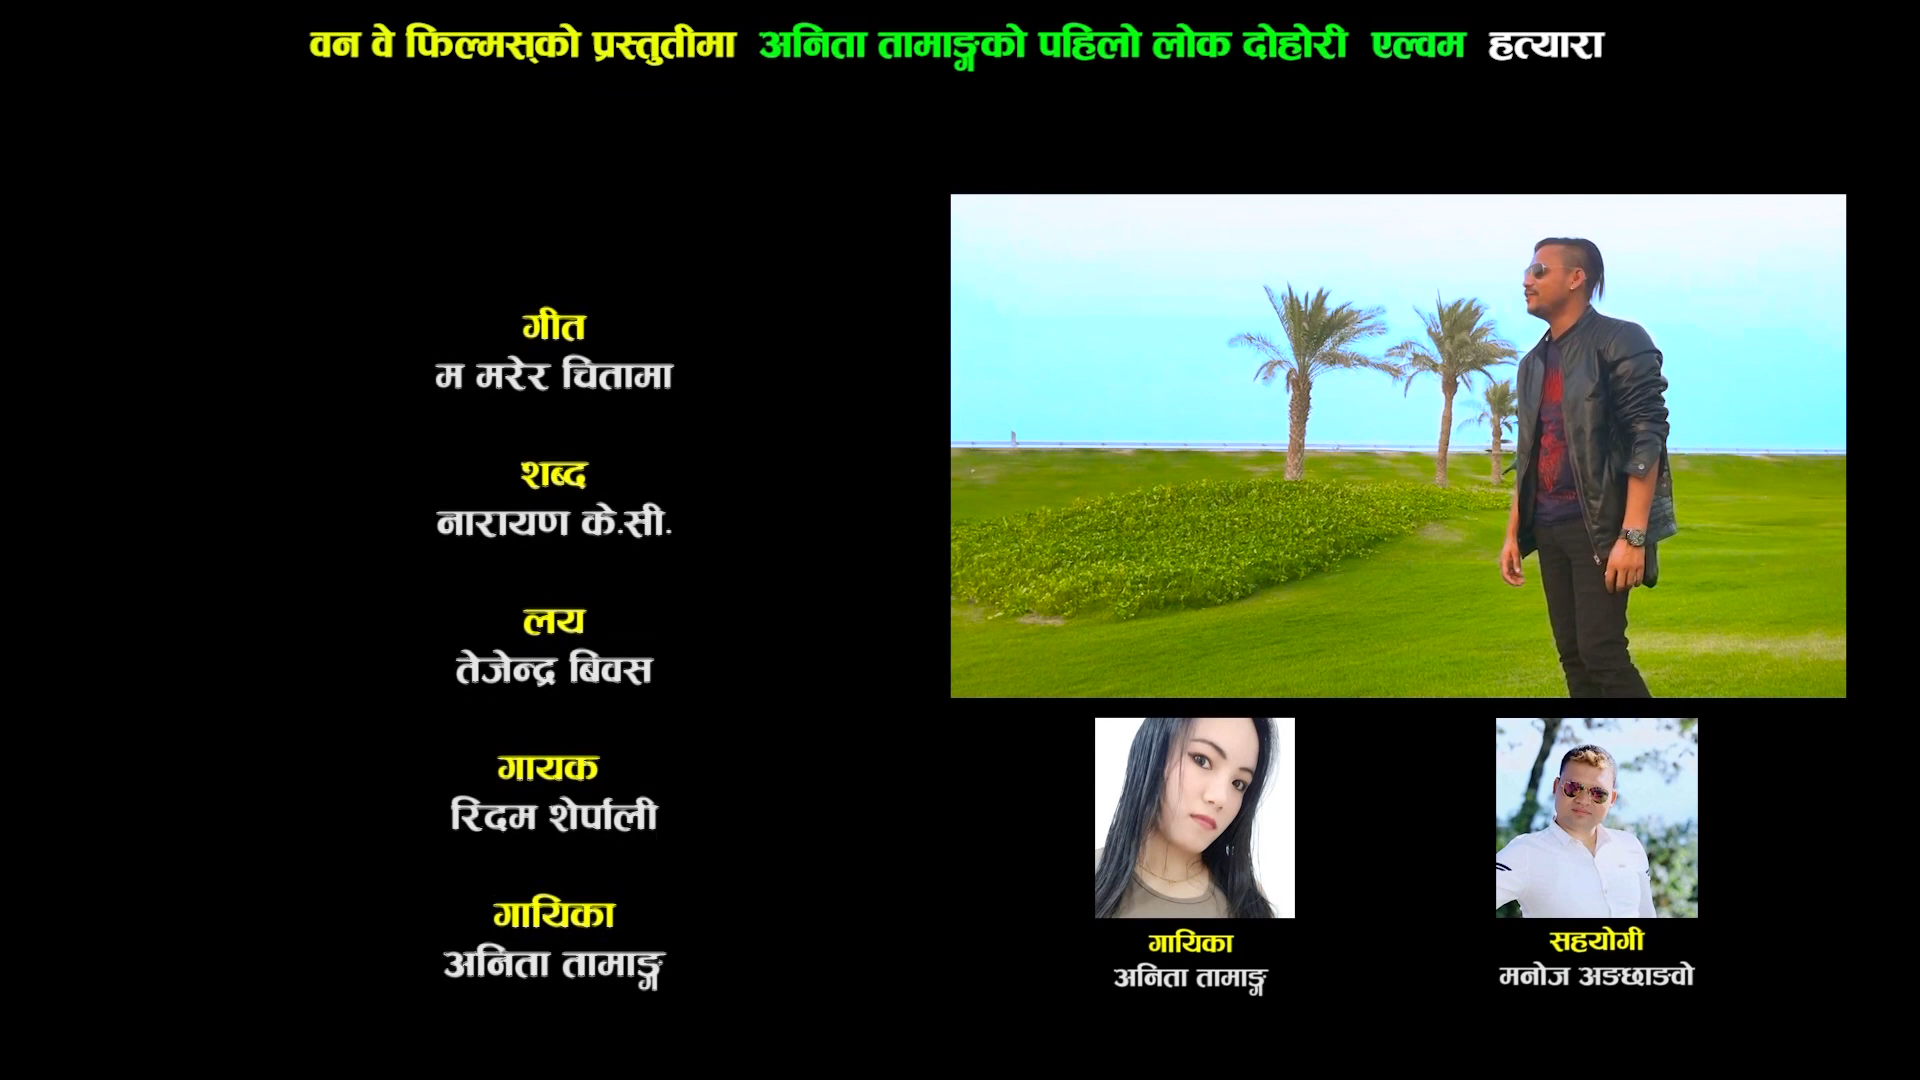 वन वे फिल्मस्को प्रस्तुतीमा अनिता तामाङ्गको पहिलो लोक दोहोरी एल्वम हत्यारा
गीत
म मरेर चितामा
शब्द
नारायण के.सी.
लय
तेजेन्द्र बिवस
गायक
रिदम शेर्पाली
गायिका
अनिता तामाङ्ग
गायिका
अनिता तामाङ्ग
सहयोगी
मनोज अङछाङवो